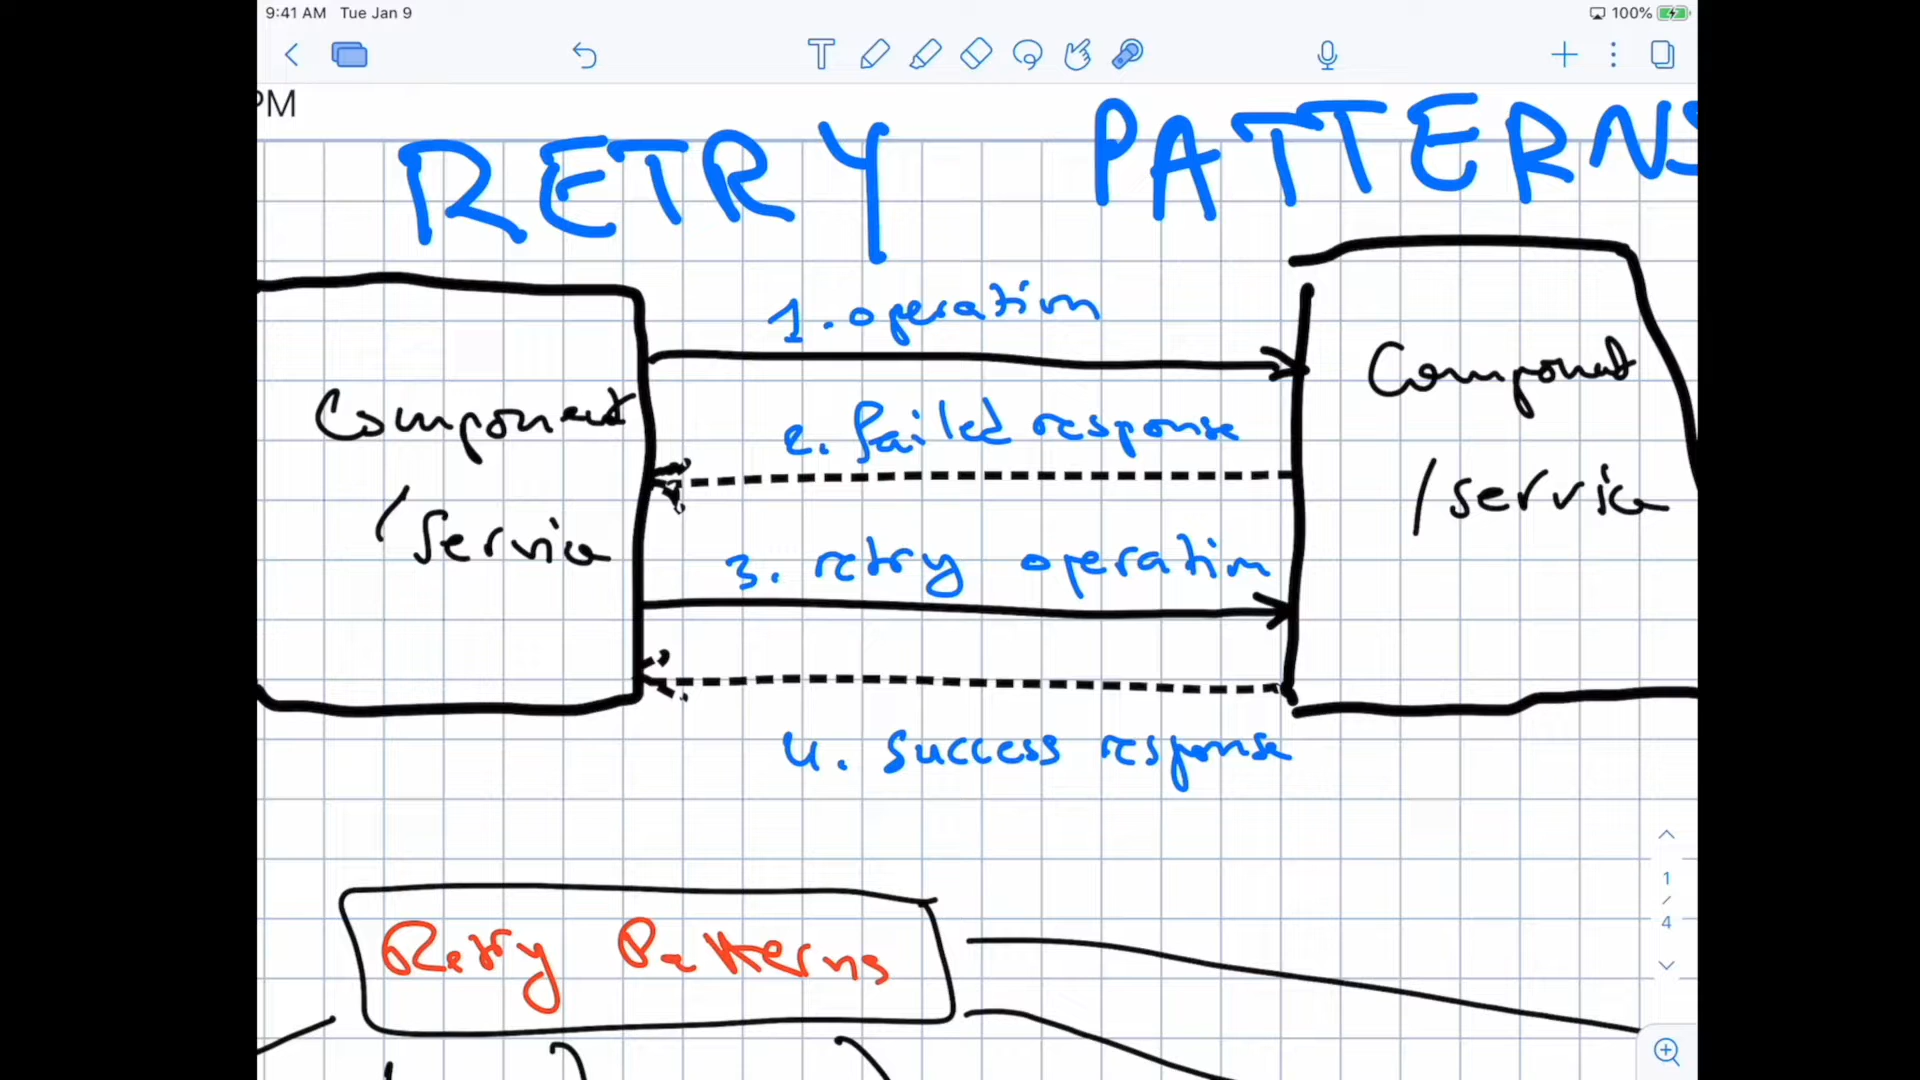 9:41 AM Tue Jan 9
100%
PM
RETRY PATTERNS
1. operation
Component
/ Service
2. failed response
Component
/ service
3. retry operation
4. success response
1
/
4
Retry Patterns